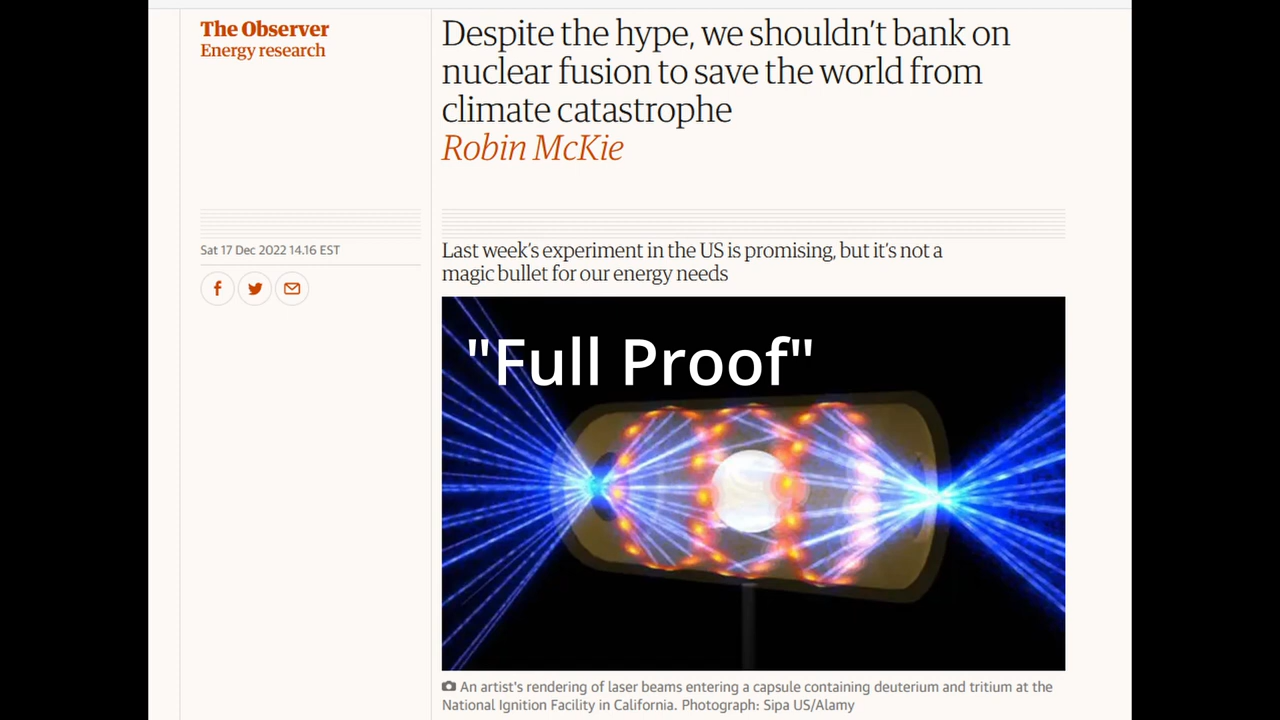 The Observer
Energy research
Despite the hype, we shouldn’t bank on
nuclear fusion to save the world from
climate catastrophe
Robin McKie
Sat 17 Dec 2022 14.16 EST
Last week’s experiment in the US is promising, but it’s not a
magic bullet for our energy needs
"Full Proof"
An artist's rendering of laser beams entering a capsule containing deuterium and tritium at the
National Ignition Facility in California. Photograph: Sipa US/Alamy